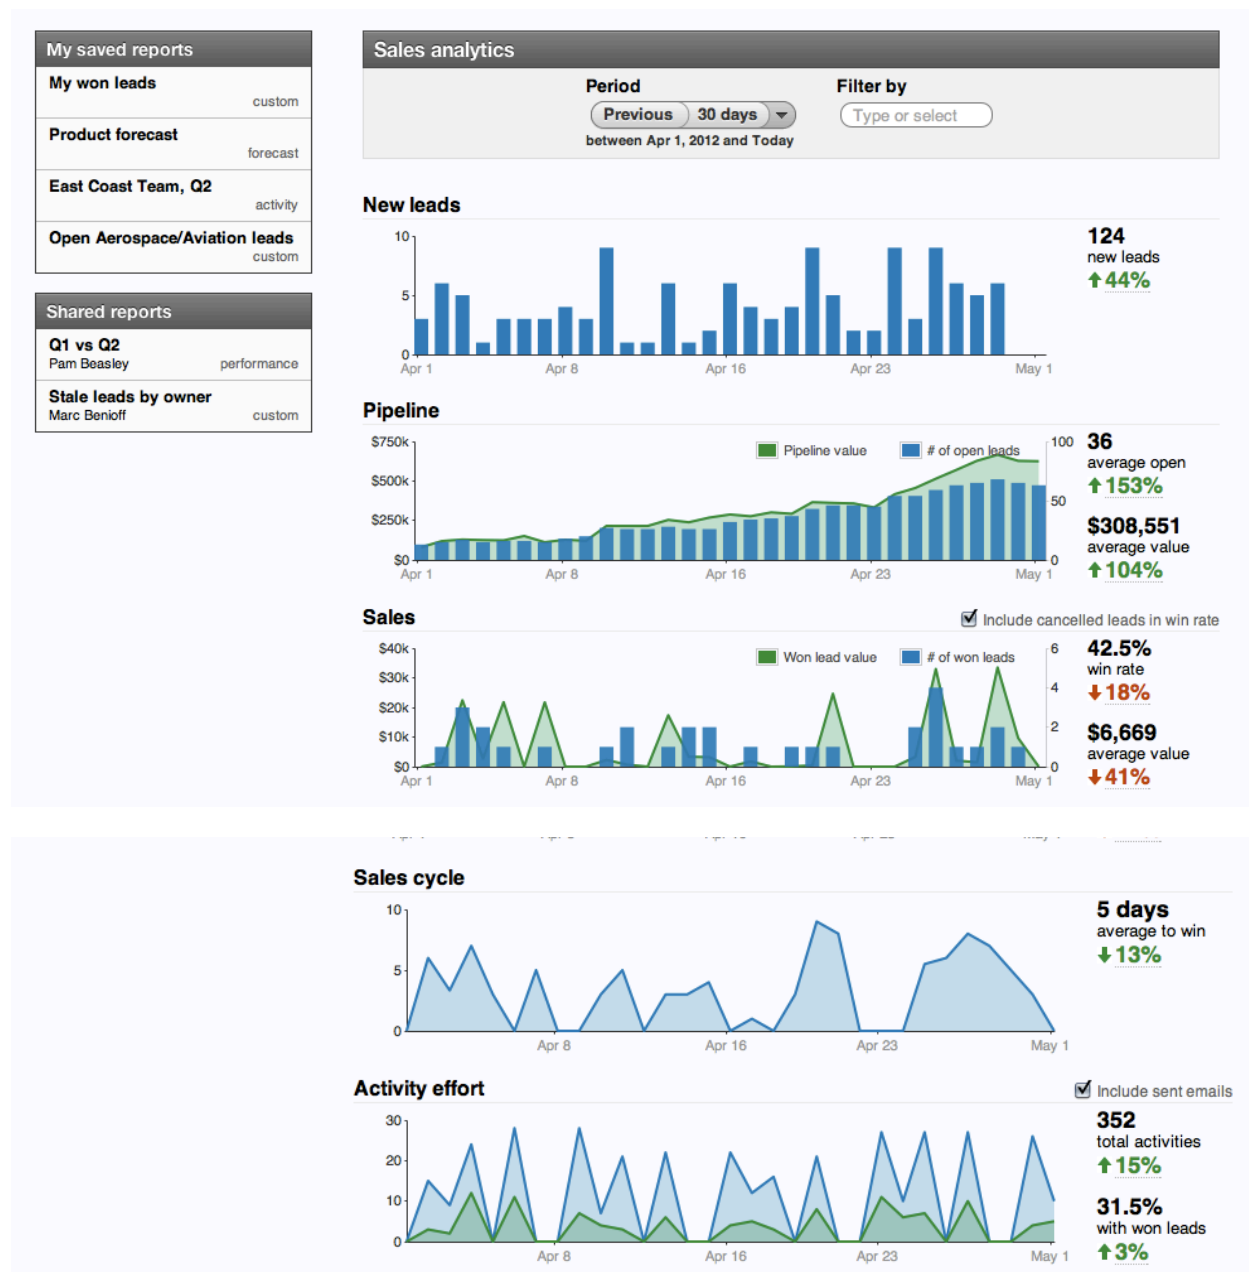 My saved reports
My won leads
custom
Product forecast
forecast
East Coast Team, Q2
activity
Open Aerospace/Aviation leads
custom
Shared reports
Q1 vs Q2
Pam Beasley performance
Stale leads by owner
Marc Benioff custom
Sales analytics
Period Filter by
Previous 30 days Type or select
between Apr 1, 2012 and Today
New leads
10
5
0
Apr 1 Apr 8 Apr 16 Apr 23 May 1
124
new leads
44%
Pipeline
$750k
$500k
$250k
$0
Pipeline value # of open leads
100
50
0
Apr 1 Apr 8 Apr 16 Apr 23 May 1
36
average open
153%
$308,551
average value
104%
Sales
Include cancelled leads in win rate
$40k
$30k
$20k
$10k
$0
Won lead value # of won leads
6
4
2
0
Apr 1 Apr 8 Apr 16 Apr 23 May 1
42.5%
win rate
18%
$6,669
average value
41%
Sales cycle
10
5
0
Apr 8 Apr 16 Apr 23 May 1
5 days
average to win
13%
Activity effort
Include sent emails
30
20
10
0
Apr 8 Apr 16 Apr 23 May 1
352
total activities
15%
31.5%
with won leads
3%